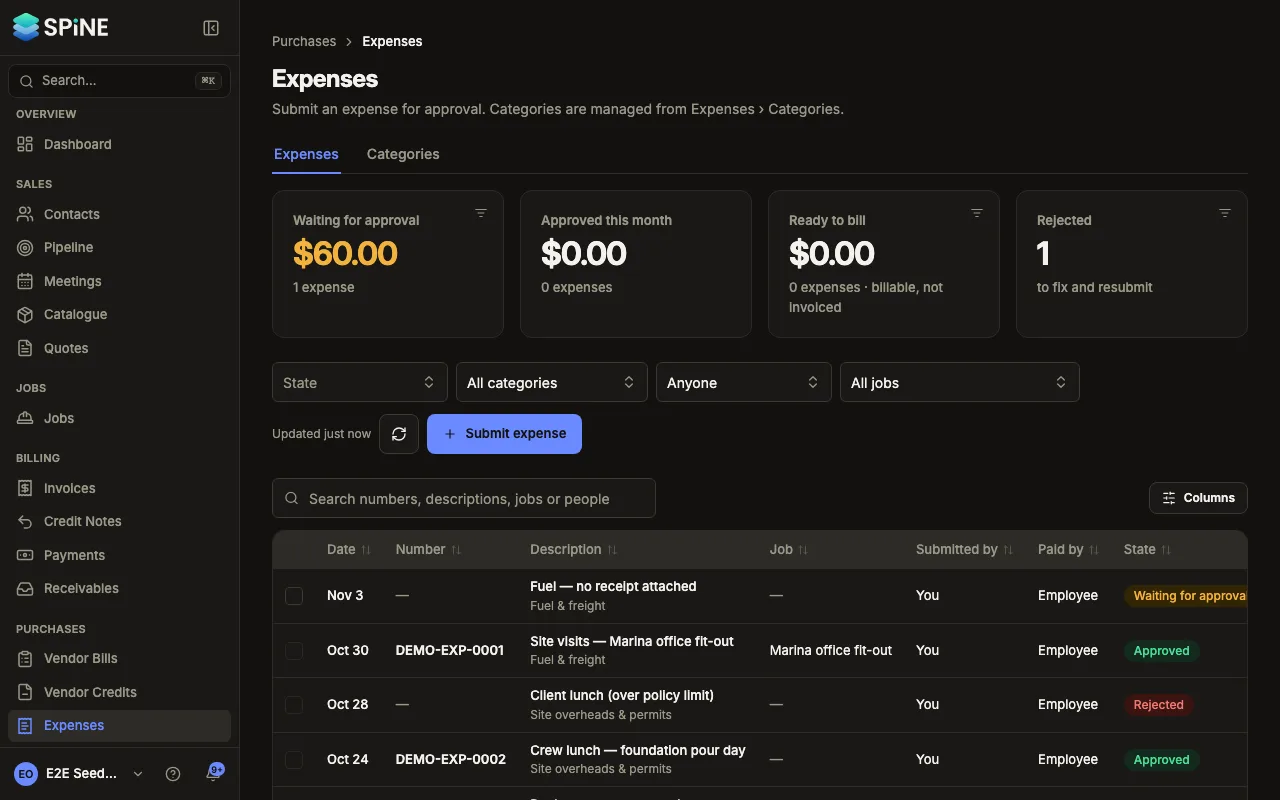 SPiNE
Search...
⌘K
OVERVIEW
Dashboard
SALES
Contacts
Pipeline
Meetings
Catalogue
Quotes
JOBS
Jobs
BILLING
Invoices
Credit Notes
Payments
Receivables
PURCHASES
Vendor Bills
Vendor Credits
Expenses
EO
E2E Seed...
9+
Purchases > Expenses
Expenses
Submit an expense for approval. Categories are managed from Expenses › Categories.
Expenses
Categories
Waiting for approval
$60.00
1 expense
Approved this month
$0.00
0 expenses
Ready to bill
$0.00
0 expenses · billable, not
invoiced
Rejected
1
to fix and resubmit
State
All categories
Anyone
All jobs
Updated just now
+ Submit expense
Search numbers, descriptions, jobs or people
Columns
Date Number Description Job Submitted by Paid by State
Nov 3 — Fuel — no receipt attached — You Employee Waiting for approval
Fuel & freight
Oct 30 DEMO-EXP-0001 Site visits — Marina office fit-out Marina office fit-out You Employee Approved
Fuel & freight
Oct 28 — Client lunch (over policy limit) — You Employee Rejected
Site overheads & permits
Oct 24 DEMO-EXP-0002 Crew lunch — foundation pour day — You Employee Approved
Site overheads & permits